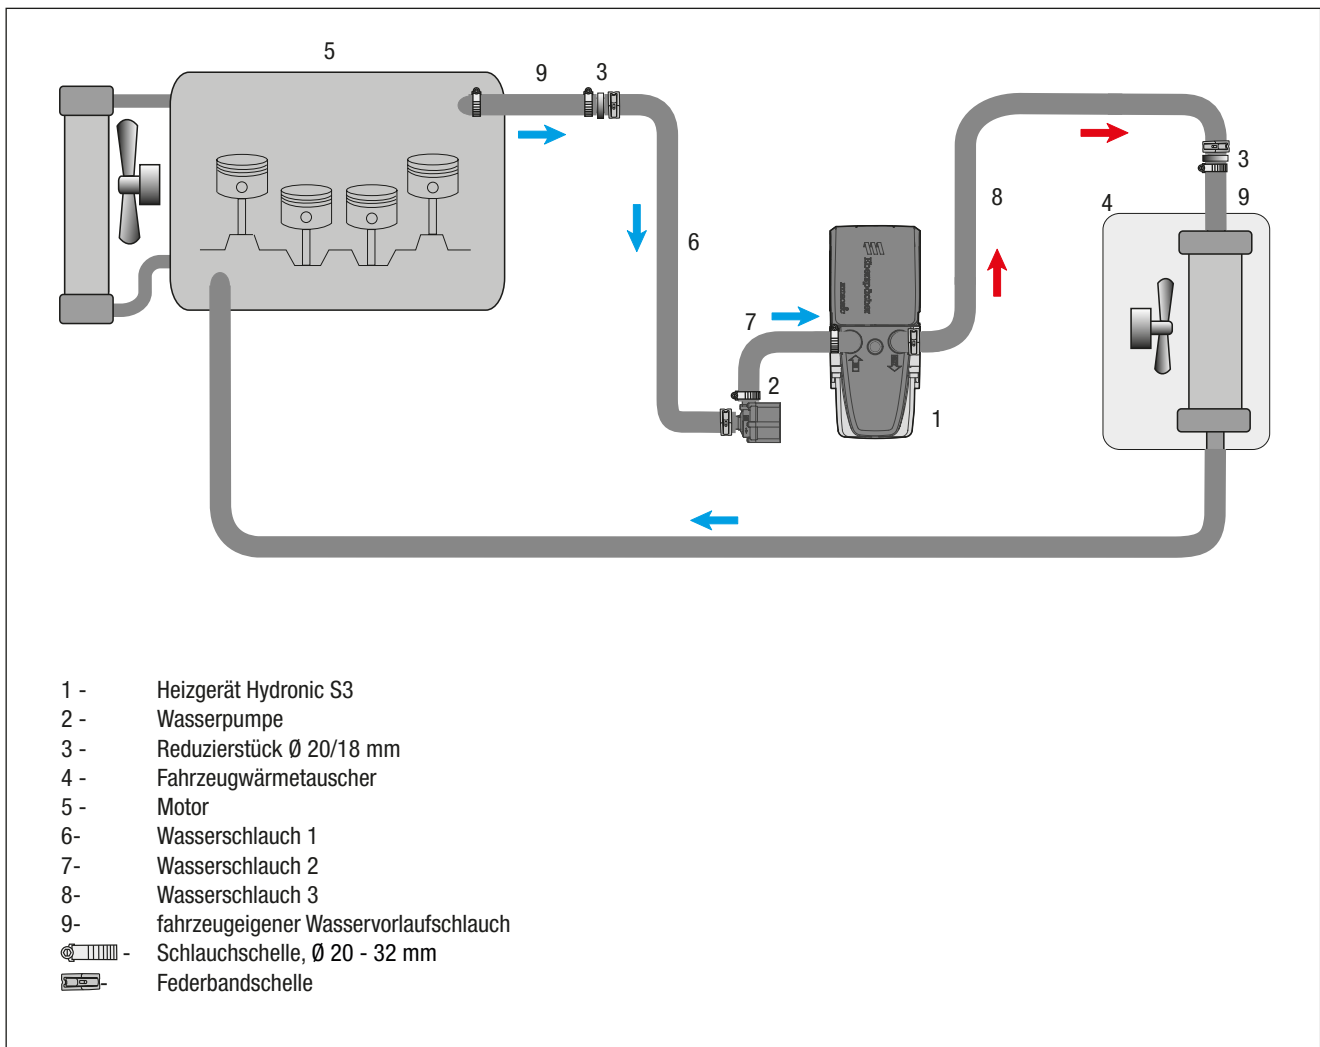 5
9
3
3
8
4
9
6
7
2
1
Eberspächer
1 - Heizgerät Hydronic S3
2 - Wasserpumpe
3 - Reduzierstück Ø 20/18 mm
4 - Fahrzeugwärmetauscher
5 - Motor
6- Wasserschlauch 1
7- Wasserschlauch 2
8- Wasserschlauch 3
9- fahrzeugeigener Wasservorlaufschlauch
- Schlauchschelle, Ø 20 - 32 mm
- Federbandschelle